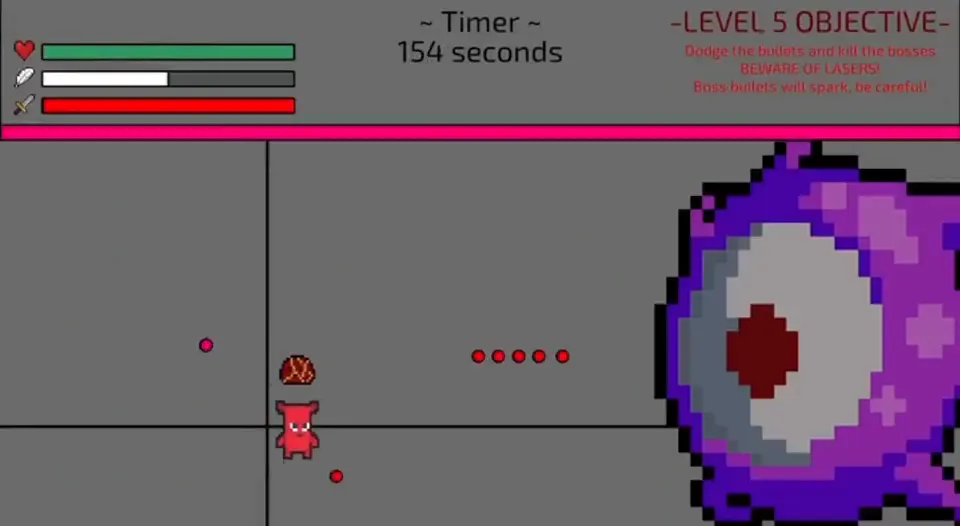 ~ Timer ~
154 seconds
-LEVEL 5 OBJECTIVE-
Dodge the bullets and kill the bosses
BEWARE OF LASERS!
Boss bullets will spark, be careful!